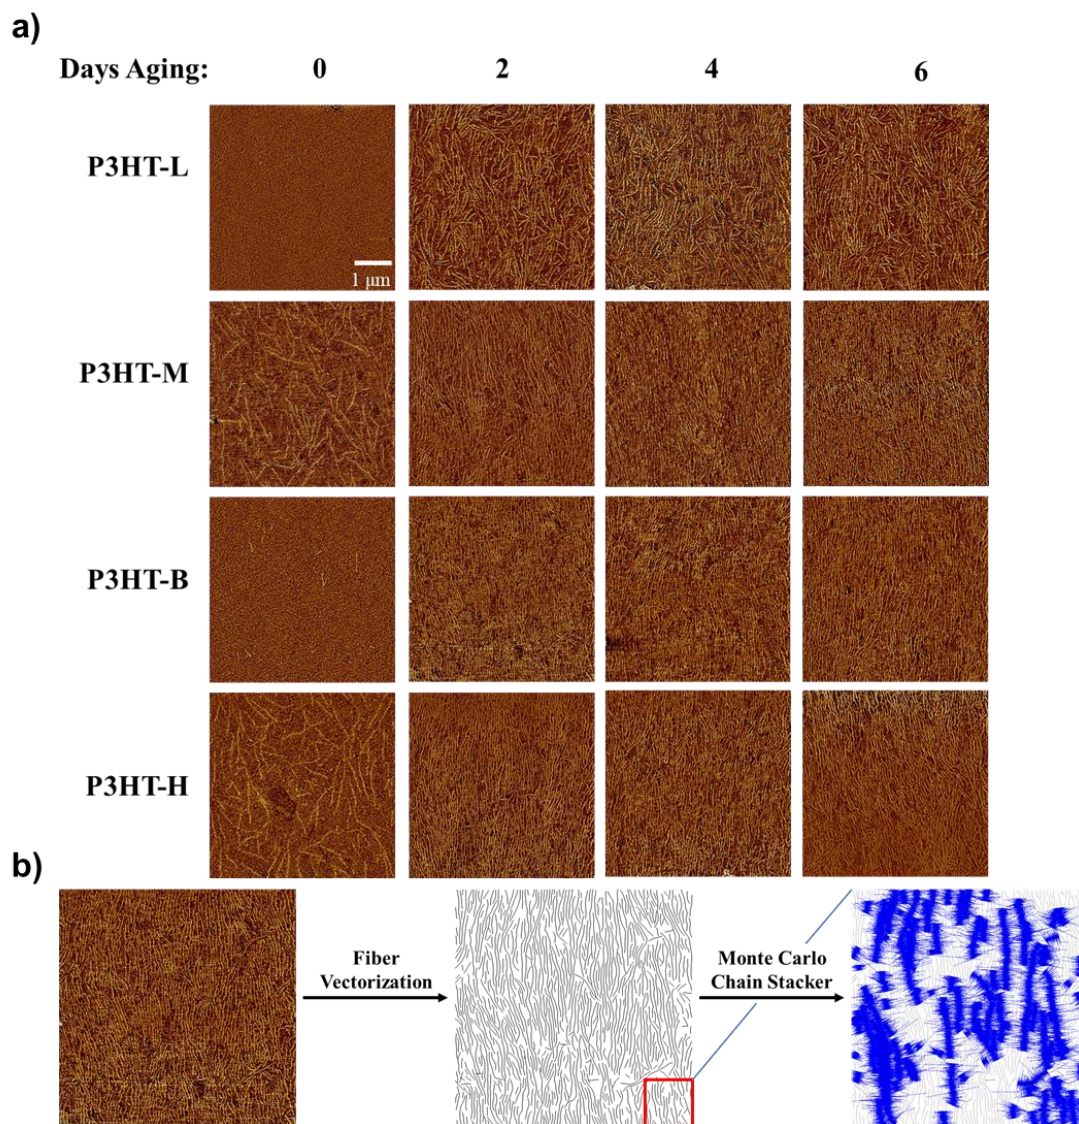 a)
Days Aging: 0 2 4 6
P3HT-L
1 μm
P3HT-M
P3HT-B
P3HT-H
b)
Fiber
Vectorization
Monte Carlo
Chain Stacker